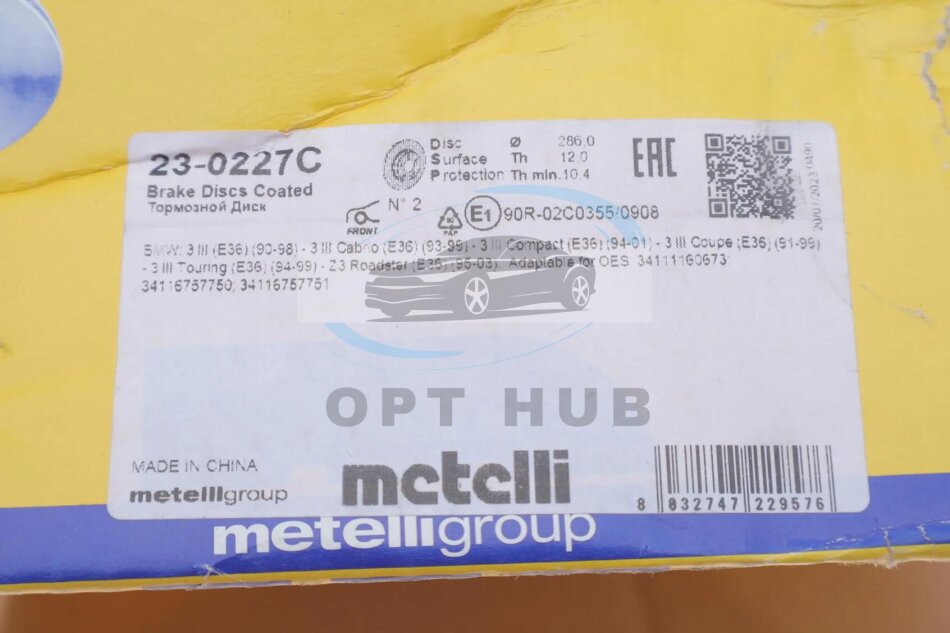 23-0227C
Brake Discs Coated
Тормозной Диск
Disc
Surface
Protection
Ø 286,0
Th 12.0
Th min. 10,4
N° 2
FRONT
PAP
E1 90R-02C0355/0908
EAC
BMW: 3 III (E36) (90-98) - 3 III Cabrio (E36) (93-99) - 3 III Compact (E36) (94-01) - 3 III Coupe (E36) (91-99)
- 3 III Touring (E36) (94-99) - Z3 Roadster (E36) (95-03); Adaptable for OES: 34111160673;
34116757750; 34116757751
OPT HUB
MADE IN CHINA
metelligroup
metelli
8 032747 229576
metelligroup